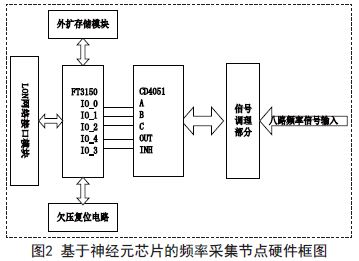 外扩存储模块
LON网络接口模块
FT3150
IO_0
IO_1
IO_2
IO_4
IO_3
CD4051
A
B
C
OUT
INH
信号
调理
部分
八路频率信号输入
欠压复位电路
图2 基于神经元芯片的频率采集节点硬件框图